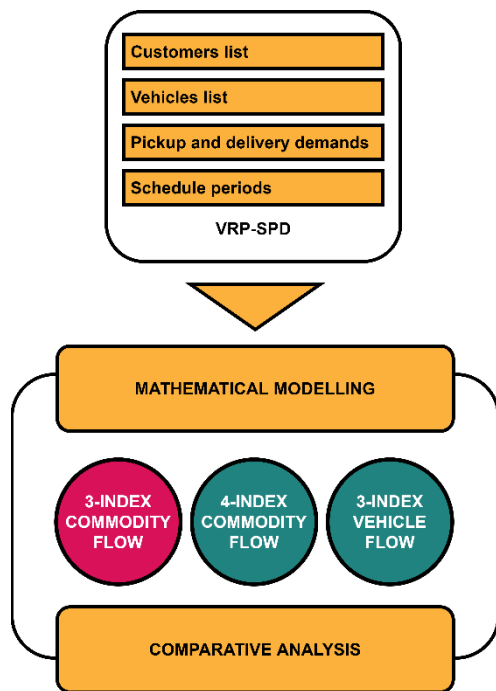 Customers list
Vehicles list
Pickup and delivery demands
Schedule periods
VRP-SPD
MATHEMATICAL MODELLING
3-INDEX
COMMODITY
FLOW
4-INDEX
COMMODITY
FLOW
3-INDEX
VEHICLE
FLOW
COMPARATIVE ANALYSIS